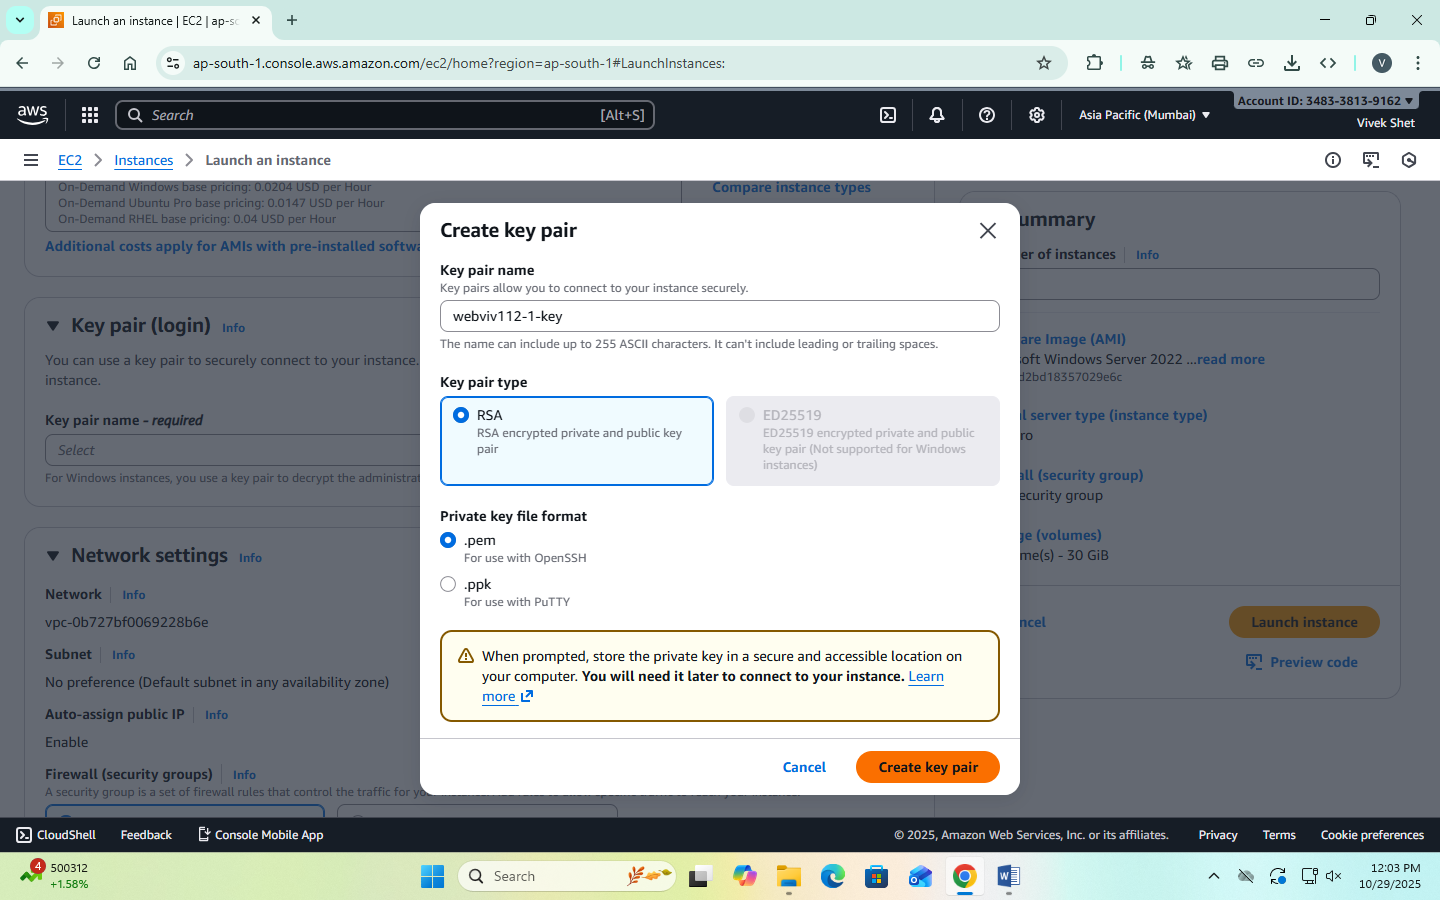 Launch an instance | EC2 | ap-so
ap-south-1.console.aws.amazon.com/ec2/home?region=ap-south-1#LaunchInstances:
V
aws
Search
[Alt+S]
Asia Pacific (Mumbai)
Account ID: 3483-3813-9162
Vivek Shet
EC2
Instances
Launch an instance
On-Demand Windows base pricing: 0.0204 USD per Hour
On-Demand Ubuntu Pro base pricing: 0.0147 USD per Hour
On-Demand RHEL base pricing: 0.04 USD per Hour
Compare instance types
Additional costs apply for AMIs with pre-installed softwa
Key pair (login) Info
You can use a key pair to securely connect to your instance.
instance.
Key pair name - required
Select
For Windows instances, you use a key pair to decrypt the administrat
Network settings Info
Network Info
vpc-0b727bf0069228b6e
Subnet Info
No preference (Default subnet in any availability zone)
Auto-assign public IP Info
Enable
Firewall (security groups) Info
A security group is a set of firewall rules that control the traffic for
Create key pair
Key pair name
Key pairs allow you to connect to your instance securely.
webviv112-1-key
The name can include up to 255 ASCII characters. It can't include leading or trailing spaces.
Key pair type
RSA
RSA encrypted private and public key
pair
ED25519
ED25519 encrypted private and public
key pair (Not supported for Windows
instances)
Private key file format
.pem
For use with OpenSSH
.ppk
For use with PuTTY
When prompted, store the private key in a secure and accessible location on
your computer. You will need it later to connect to your instance. Learn
more
Cancel
Create key pair
ummary
er of instances Info
are Image (AMI)
oft Windows Server 2022 ...read more
d2bd18357029e6c
l server type (instance type)
ro
all (security group)
ecurity group
ge (volumes)
me(s) - 30 GiB
ncel
Launch instance
Preview code
CloudShell
Feedback
Console Mobile App
© 2025, Amazon Web Services, Inc. or its affiliates.
Privacy
Terms
Cookie preferences
4
500312
+1.58%
Search
12:03 PM
10/29/2025